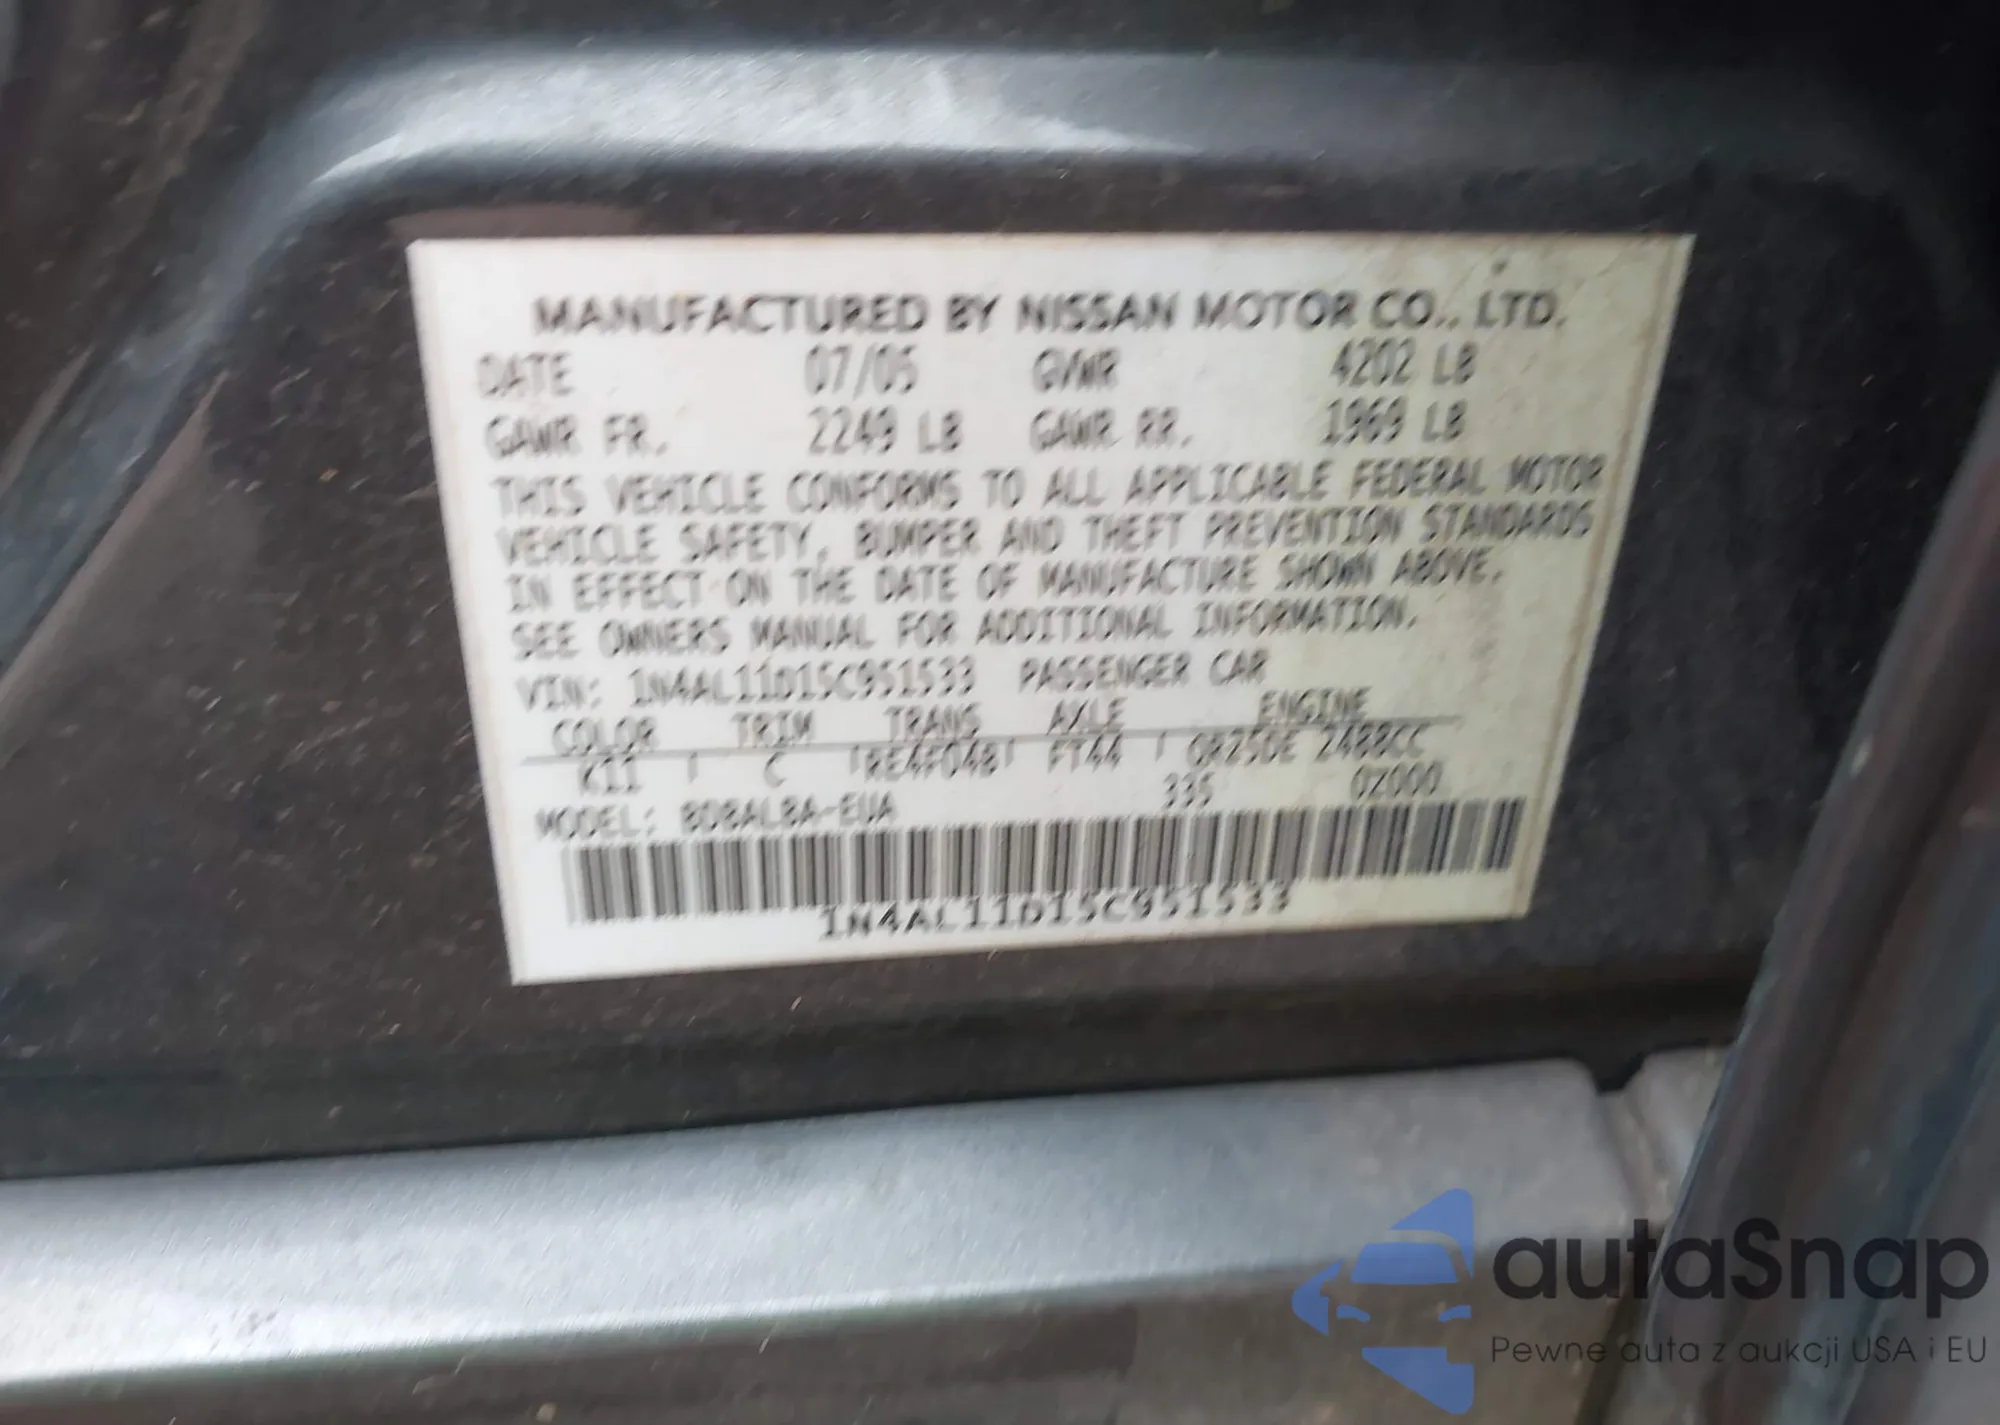 MANUFACTURED BY NISSAN MOTOR CO., LTD.
DATE 07/05 GVWR 4202 LB
GAWR FR. 2249 LB GAWR RR. 1969 LB
THIS VEHICLE CONFORMS TO ALL APPLICABLE FEDERAL MOTOR
VEHICLE SAFETY, BUMPER AND THEFT PREVENTION STANDARDS
IN EFFECT ON THE DATE OF MANUFACTURE SHOWN ABOVE.
SEE OWNERS MANUAL FOR ADDITIONAL INFORMATION.
VIN: 1N4AL11D15C951533 PASSENGER CAR
COLOR TRIM TRANS AXLE ENGINE
K11 C RE4F04B FT44 QR25DE 2488CC
335 0Z000
MODEL: BDBALBA-EUA
1N4AL11D15C951533
autaSnap
Pewne auta z aukcji USA i EU